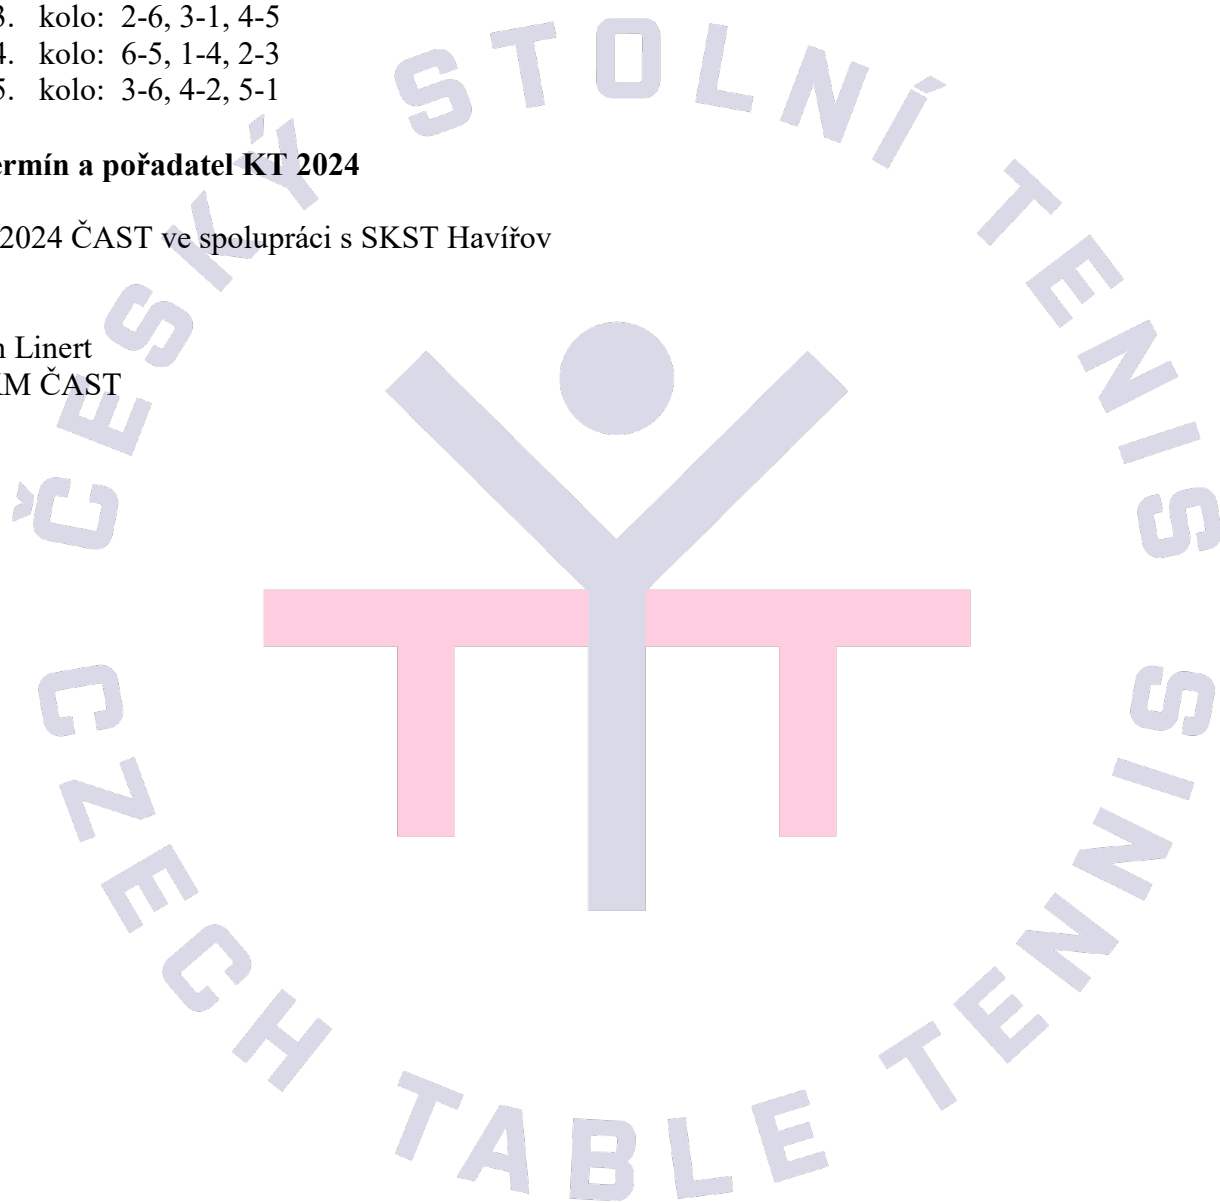 3. kolo: 2-6, 3-1, 4-5
4. kolo: 6-5, 1-4, 2-3
5. kolo: 3-6, 4-2, 5-1
ermín a pořadatel KT 2024
2024 ČAST ve spolupráci s SKST Havířov
Linert
KM ČAST
ČESKÝ STOLNÍ TENIS
CZECH TABLE TENNIS